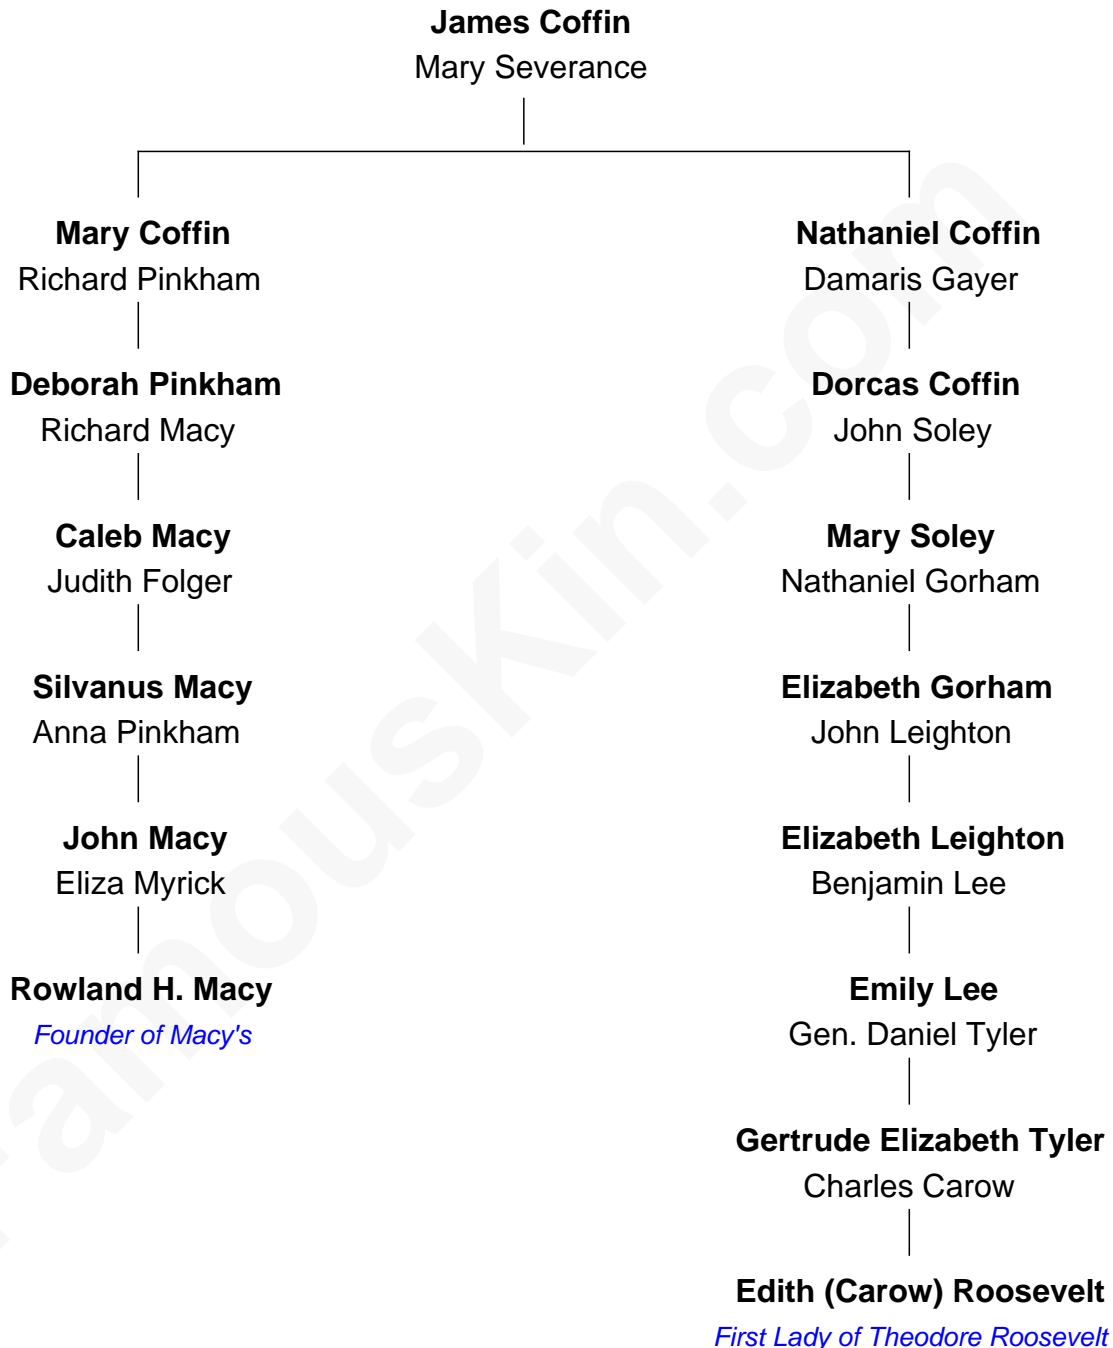 James Coffin
Mary Severance
Mary Coffin
Richard Pinkham
Deborah Pinkham
Richard Macy
Caleb Macy
Judith Folger
Silvanus Macy
Anna Pinkham
John Macy
Eliza Myrick
Rowland H. Macy
Founder of Macy's
Nathaniel Coffin
Damaris Gayer
Dorcas Coffin
John Soley
Mary Soley
Nathaniel Gorham
Elizabeth Gorham
John Leighton
Elizabeth Leighton
Benjamin Lee
Emily Lee
Gen. Daniel Tyler
Gertrude Elizabeth Tyler
Charles Carow
Edith (Carow) Roosevelt
First Lady of Theodore Roosevelt
FamousKin.com